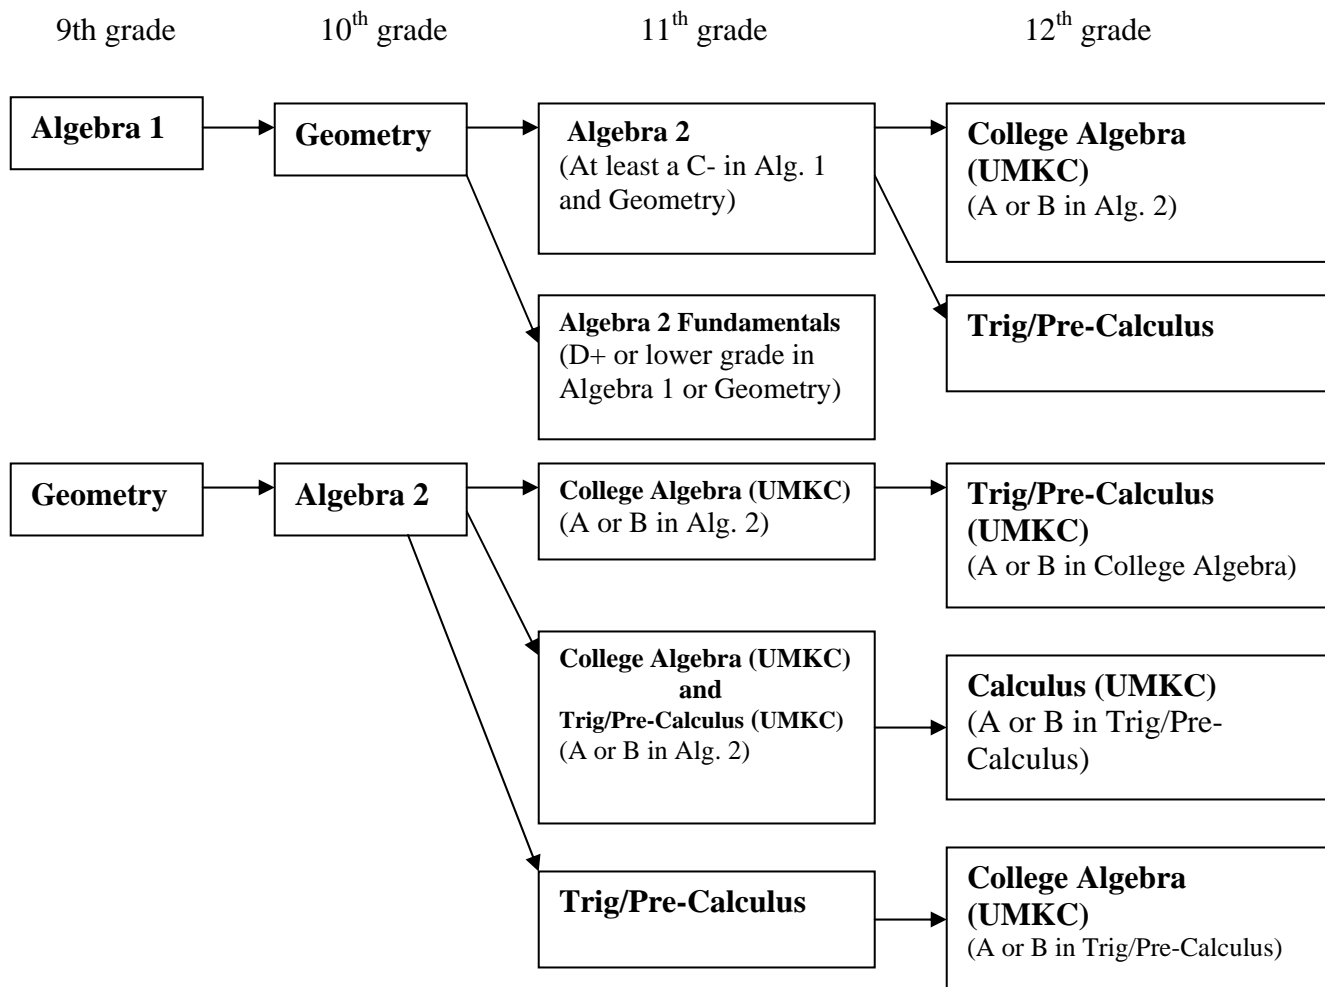 9th grade
10th grade
11th grade
12th grade
Algebra 1
Geometry
Algebra 2
(At least a C- in Alg. 1
and Geometry)
College Algebra
(UMKC)
(A or B in Alg. 2)
Algebra 2 Fundamentals
(D+ or lower grade in
Algebra 1 or Geometry)
Trig/Pre-Calculus
Geometry
Algebra 2
College Algebra (UMKC)
(A or B in Alg. 2)
Trig/Pre-Calculus
(UMKC)
(A or B in College Algebra)
College Algebra (UMKC)
and
Trig/Pre-Calculus (UMKC)
(A or B in Alg. 2)
Calculus (UMKC)
(A or B in Trig/Pre-
Calculus)
Trig/Pre-Calculus
College Algebra
(UMKC)
(A or B in Trig/Pre-Calculus)